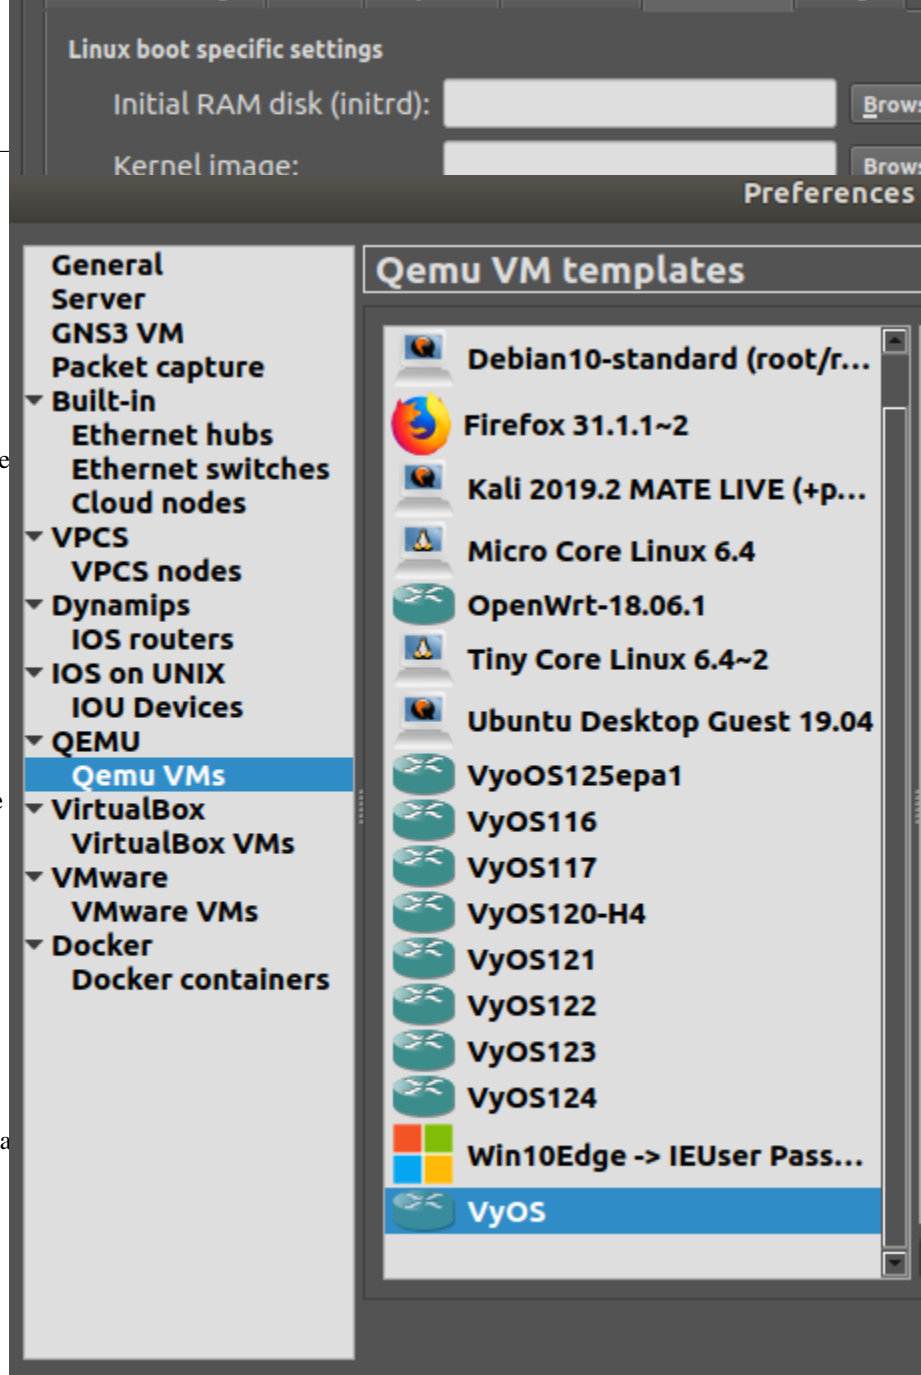 Linux boot specific settings
Initial RAM disk (initrd):
Brows
Kernel image:
Brows
Preferences
General
Server
GNS3 VM
Packet capture
Built-in
Ethernet hubs
Ethernet switches
Cloud nodes
VPCS
VPCS nodes
Dynamips
IOS routers
IOS on UNIX
IOU Devices
QEMU
Qemu VMs
VirtualBox
VirtualBox VMs
VMware
VMware VMs
Docker
Docker containers
Qemu VM templates
Debian10-standard (root/r...
Firefox 31.1.1~2
Kali 2019.2 MATE LIVE (+p...
Micro Core Linux 6.4
OpenWrt-18.06.1
Tiny Core Linux 6.4~2
Ubuntu Desktop Guest 19.04
VyoOS125epa1
VyOS116
VyOS117
VyOS120-H4
VyOS121
VyOS122
VyOS123
VyOS124
Win10Edge -> IEUser Pass...
VyOS